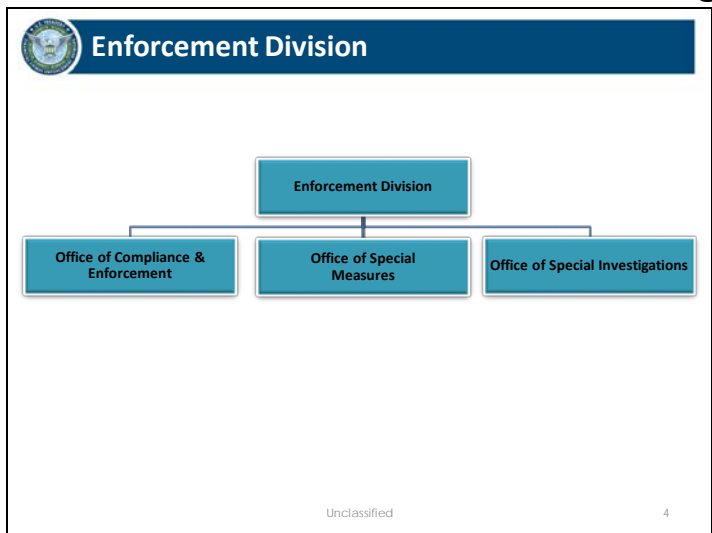 Enforcement Division
Enforcement Division
Office of Compliance &
Enforcement
Office of Special
Measures
Office of Special Investigations
Unclassified
4